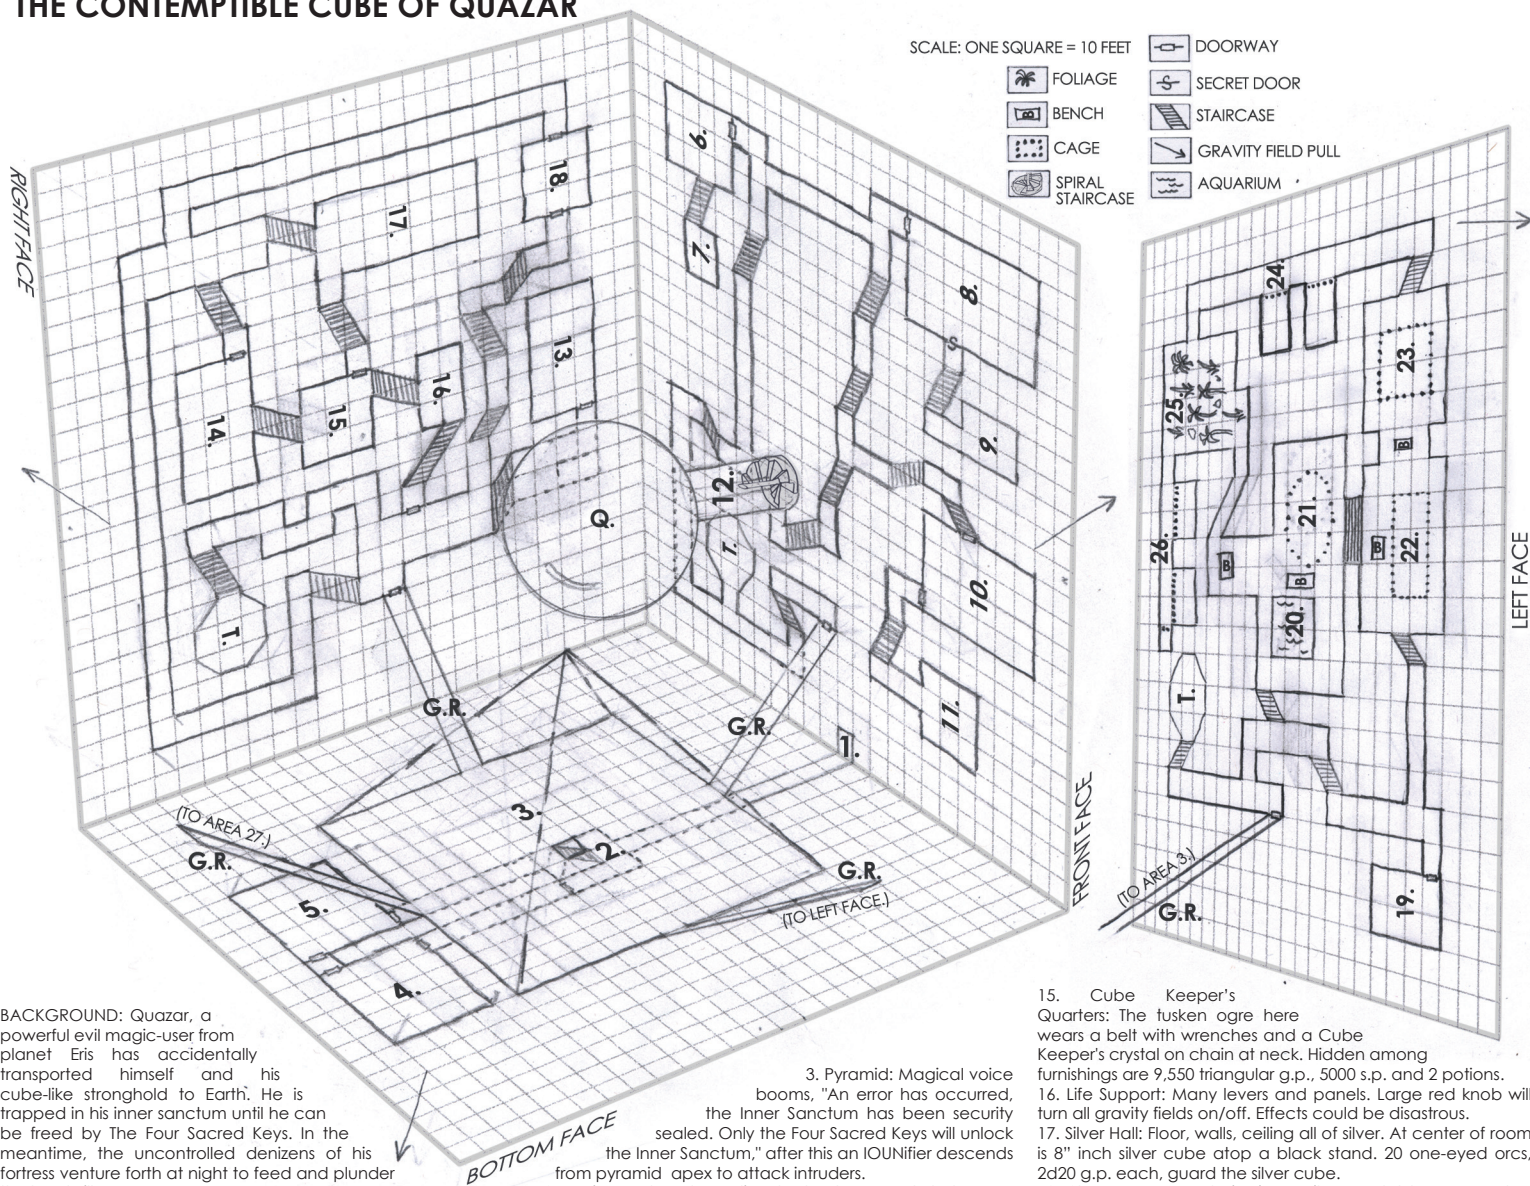 THE CONTEMPTIBLE CUBE OF QUAZAR
SCALE: ONE SQUARE = 10 FEET
FOLIAGE
BENCH
CAGE
SPIRAL
STAIRCASE
DOORWAY
SECRET DOOR
STAIRCASE
GRAVITY FIELD PULL
AQUARIUM
B
S
RIGHT FACE
18.
17.
13.
16.
15.
14.
T.
6.
7.
8.
S
9.
12.
Q.
T.
10.
11.
1.
G.R.
G.R.
3.
2.
(TO AREA 27.)
G.R.
5.
4.
G.R.
(TO LEFT FACE.)
FRONT FACE
BOTTOM FACE
24.
23.
25.
B
21.
22.
26.
B
B
B
20.
T.
19.
LEFT FACE
(TO AREA 3.)
G.R.
BACKGROUND: Quazar, a
powerful evil magic-user from
planet Eris has accidentally
transported himself and his
cube-like stronghold to Earth. He is
trapped in his inner sanctum until he can
be freed by The Four Sacred Keys. In the
meantime, the uncontrolled denizens of his
fortress venture forth at night to feed and plunder
3. Pyramid: Magical voice
booms, "An error has occurred,
the Inner Sanctum has been security
sealed. Only the Four Sacred Keys will unlock
the Inner Sanctum," after this an IOUNifier descends
from pyramid apex to attack intruders.
15. Cube Keeper's
Quarters: The tusken ogre here
wears a belt with wrenches and a Cube
Keeper's crystal on chain at neck. Hidden among
furnishings are 9,550 triangular g.p., 5000 s.p. and 2 potions.
16. Life Support: Many levers and panels. Large red knob will
turn all gravity fields on/off. Effects could be disastrous.
17. Silver Hall: Floor, walls, ceiling all of silver. At center of room
is 8" inch silver cube atop a black stand. 20 one-eyed orcs,
2d20 g.p. each, guard the silver cube.